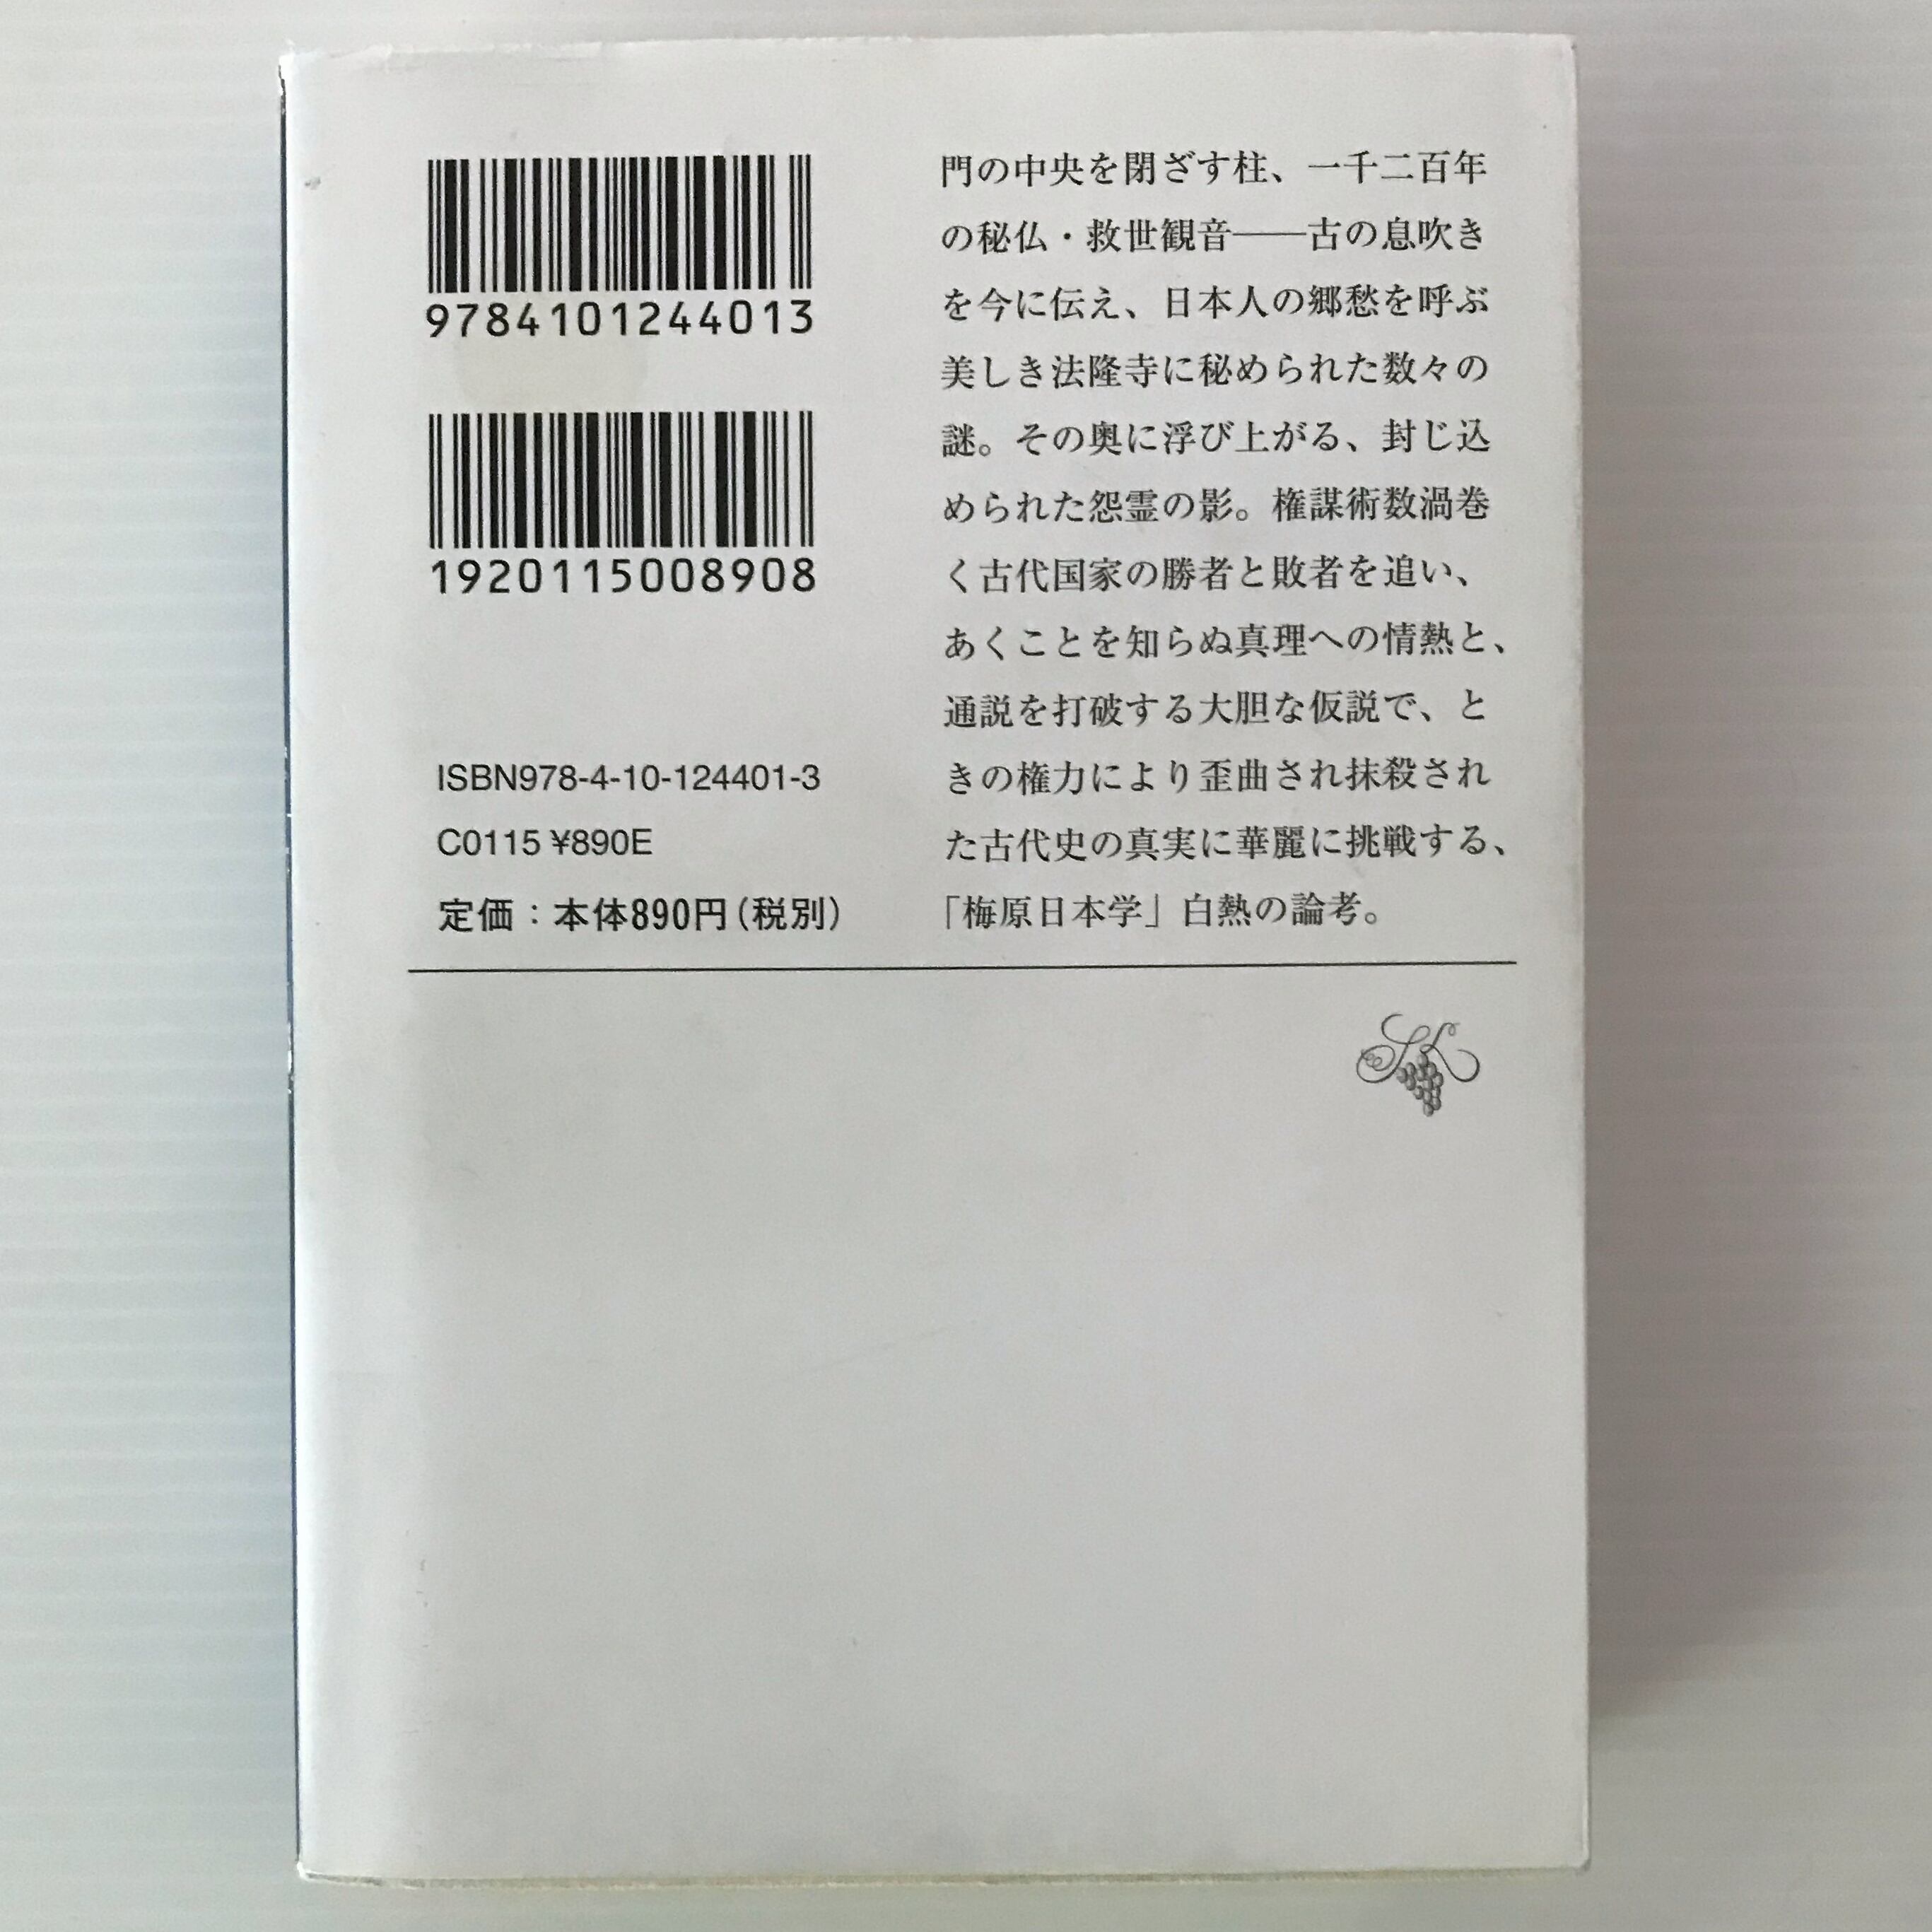 9784101244013
1920115008908
ISBN978-4-10-124401-3
C0115 ¥890E
定価：本体890円（税別）
門の中央を閉ざす柱、一千二百年
の秘仏・救世観音――古の息吹き
を今に伝え、日本人の郷愁を呼ぶ
美しき法隆寺に秘められた数々の
謎。その奥に浮び上がる、封じ込
められた怨霊の影。権謀術数渦巻
く古代国家の勝者と敗者を追い、
あくことを知らぬ真理への情熱と、
通説を打破する大胆な仮説で、と
きの権力により歪曲され抹殺され
た古代史の真実に華麗に挑戦する、
「梅原日本学」白熱の論考。
SK